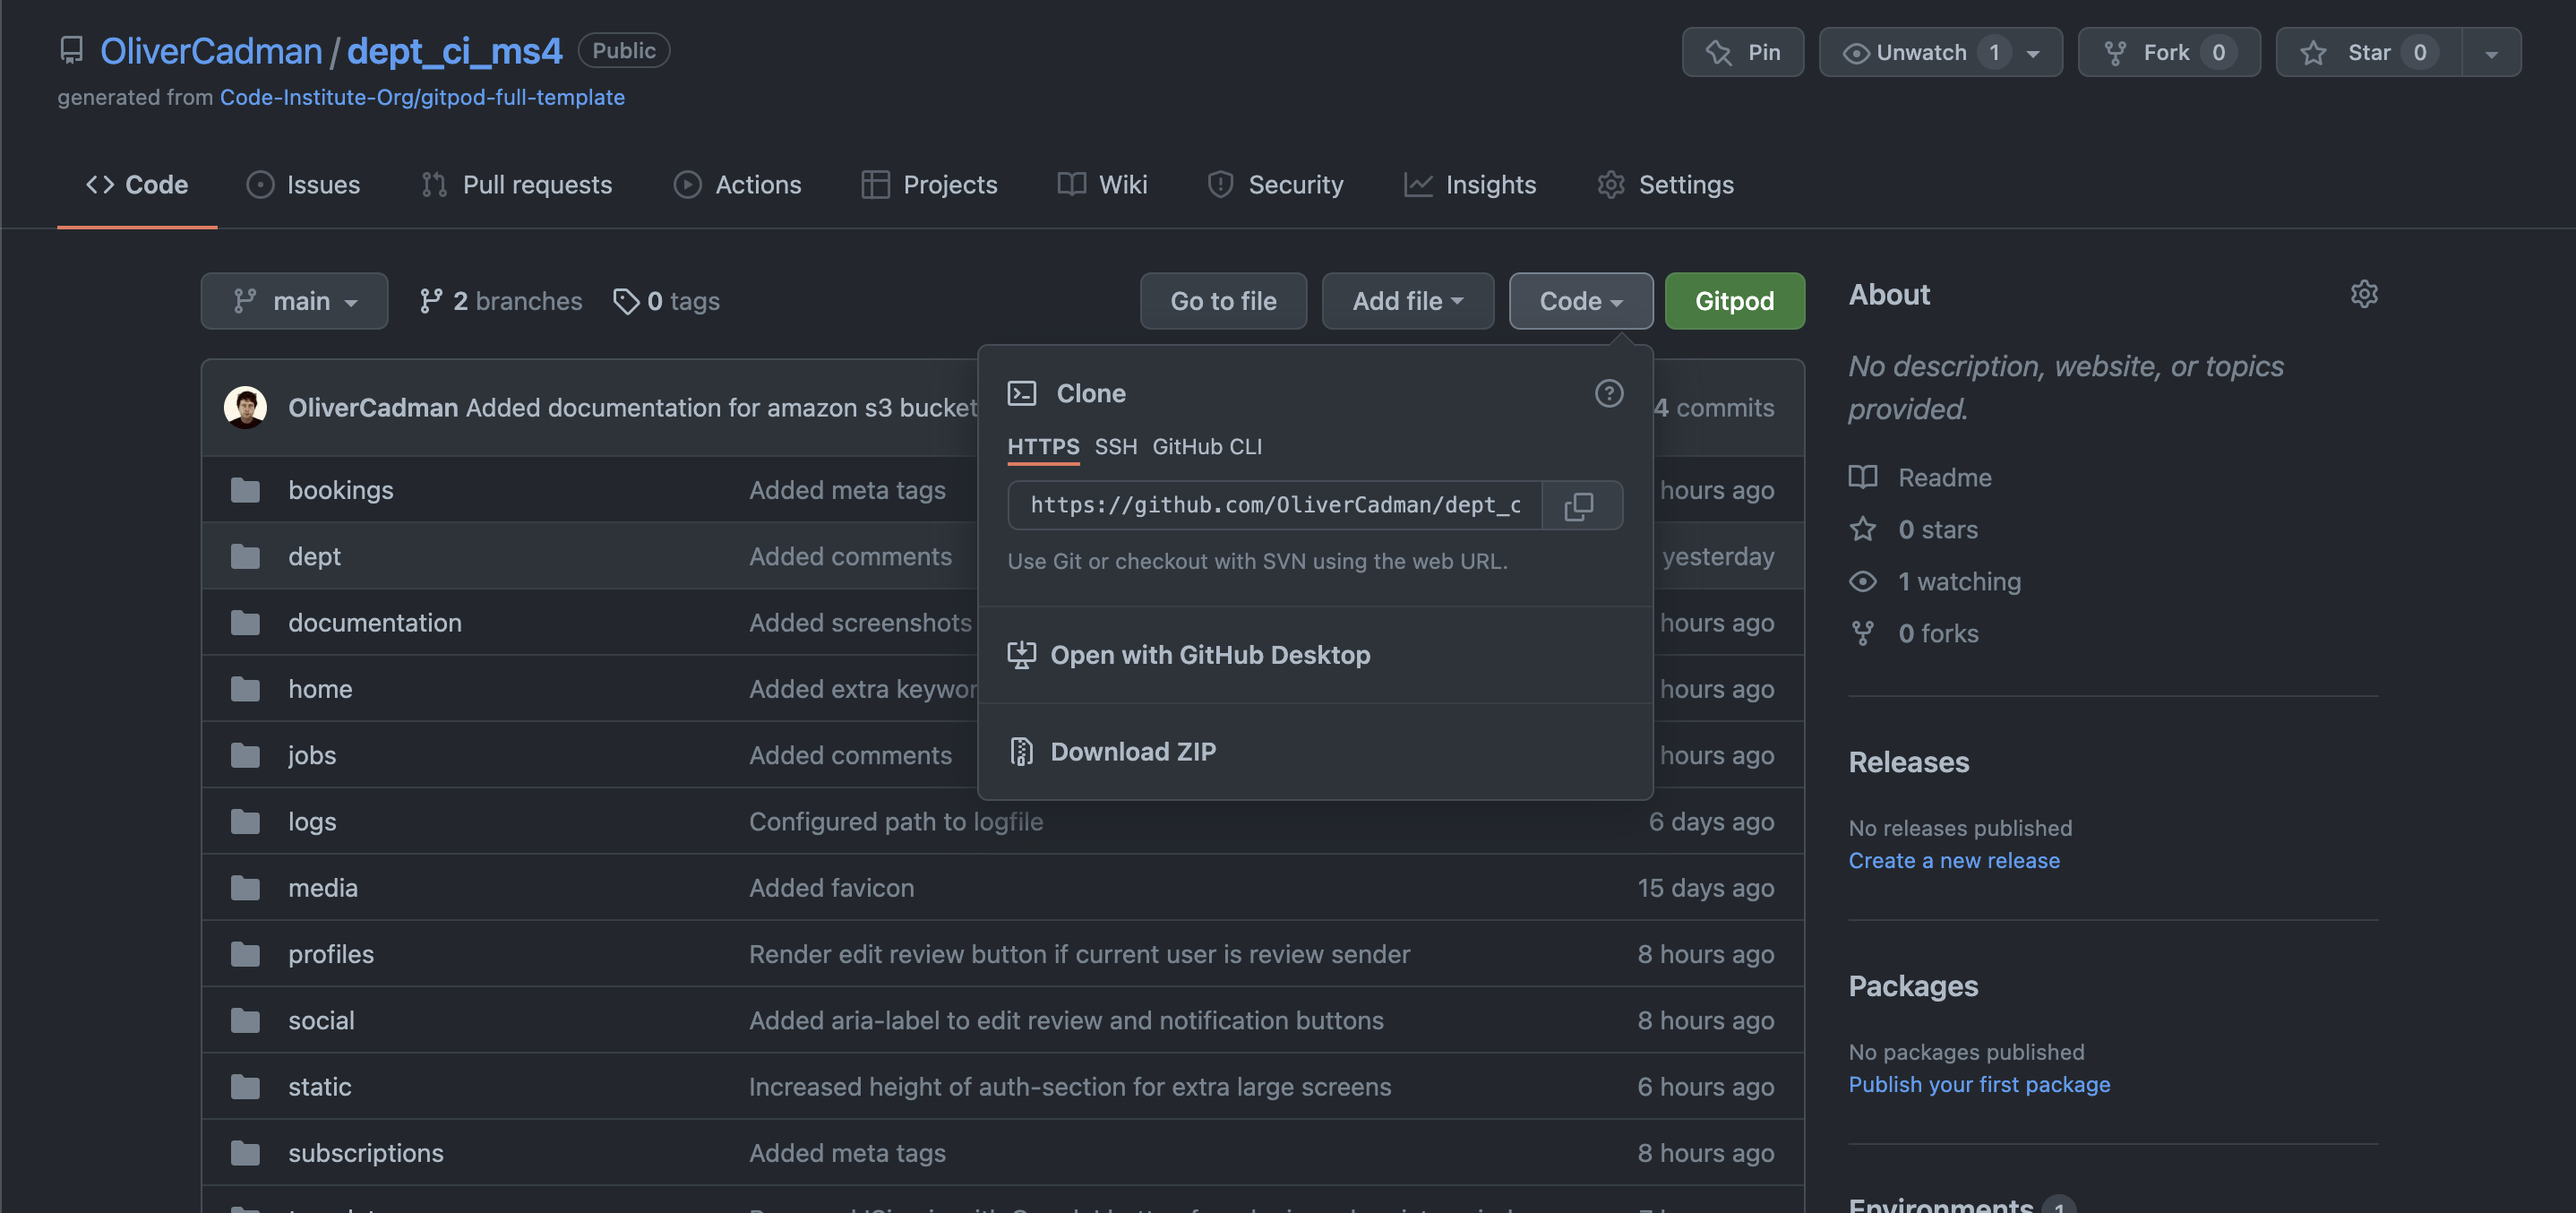 OliverCadman / dept_ci_ms4 Public
Pin Unwatch 1 Fork 0 Star 0
generated from Code-Institute-Org/gitpod-full-template
Code Issues Pull requests Actions Projects Wiki Security Insights Settings
main 2 branches 0 tags Go to file Add file Code Gitpod
OliverCadman Added documentation for amazon s3 bucket 4 commits
Clone
HTTPS SSH GitHub CLI
https://github.com/OliverCadman/dept_c
Use Git or checkout with SVN using the web URL.
Open with GitHub Desktop
Download ZIP
bookings Added meta tags hours ago
dept Added comments yesterday
documentation Added screenshots hours ago
home Added extra hours ago
jobs Added comments hours ago
logs Configured path to logfile 6 days ago
media Added favicon 15 days ago
profiles Render edit review button if current user is review sender 8 hours ago
social Added aria-label to edit review and notification buttons 8 hours ago
static Increased height of auth-section for extra large screens 6 hours ago
subscriptions Added meta tags 8 hours ago
About
No description, website, or topics
provided.
Readme
0 stars
1 watching
0 forks
Releases
No releases published
Create a new release
Packages
No packages published
Publish your first package
Environments 1